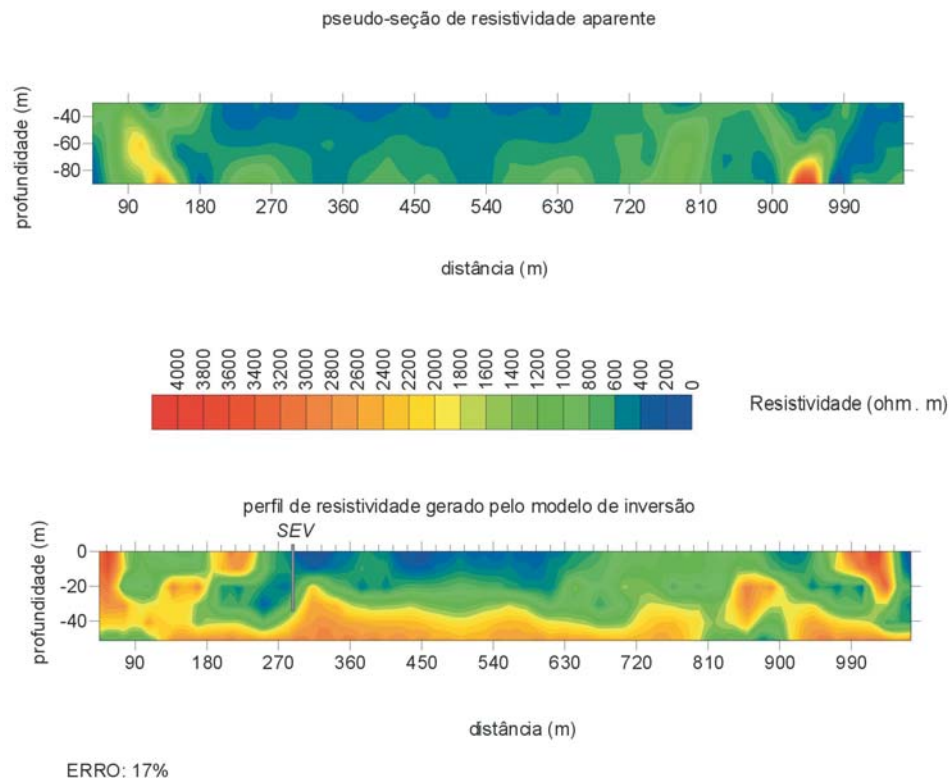 pseudo-seção de resistividade aparente
profundidade (m)
-40
-60
-80
90 180 270 360 450 540 630 720 810 900 990
distância (m)
4000 3800 3600 3400 3200 3000 2800 2600 2400 2200 2000 1800 1600 1400 1200 1000 800 600 400 200 0
Resistividade (ohm . m)
perfil de resistividade gerado pelo modelo de inversão
SEV
profundidade (m)
0
-20
-40
90 180 270 360 450 540 630 720 810 900 990
distância (m)
ERRO: 17%